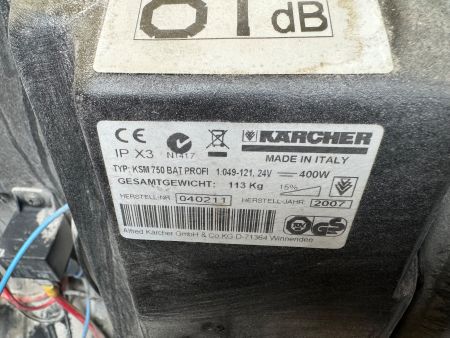 dB
CE
IP X3
N1417
KÄRCHER
MADE IN ITALY
TYP: KSM 750 BAT PROFI 1.049-121, 24V 400W
GESAMTGEWICHT: 113 Kg 15%
HERSTELL-NR. 040211 HERSTELL-JAHR 2007
GS
Alfred Kärcher GmbH & Co.KG D-71364 Winnenden